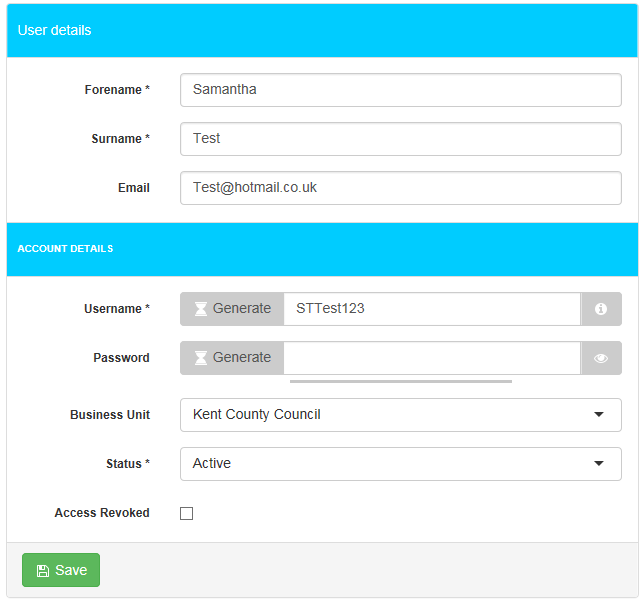 User details
Forename * Samantha
Surname * Test
Email Test@hotmail.co.uk
ACCOUNT DETAILS
Username * Generate STTest123
Password Generate
Business Unit Kent County Council
Status * Active
Access Revoked
Save